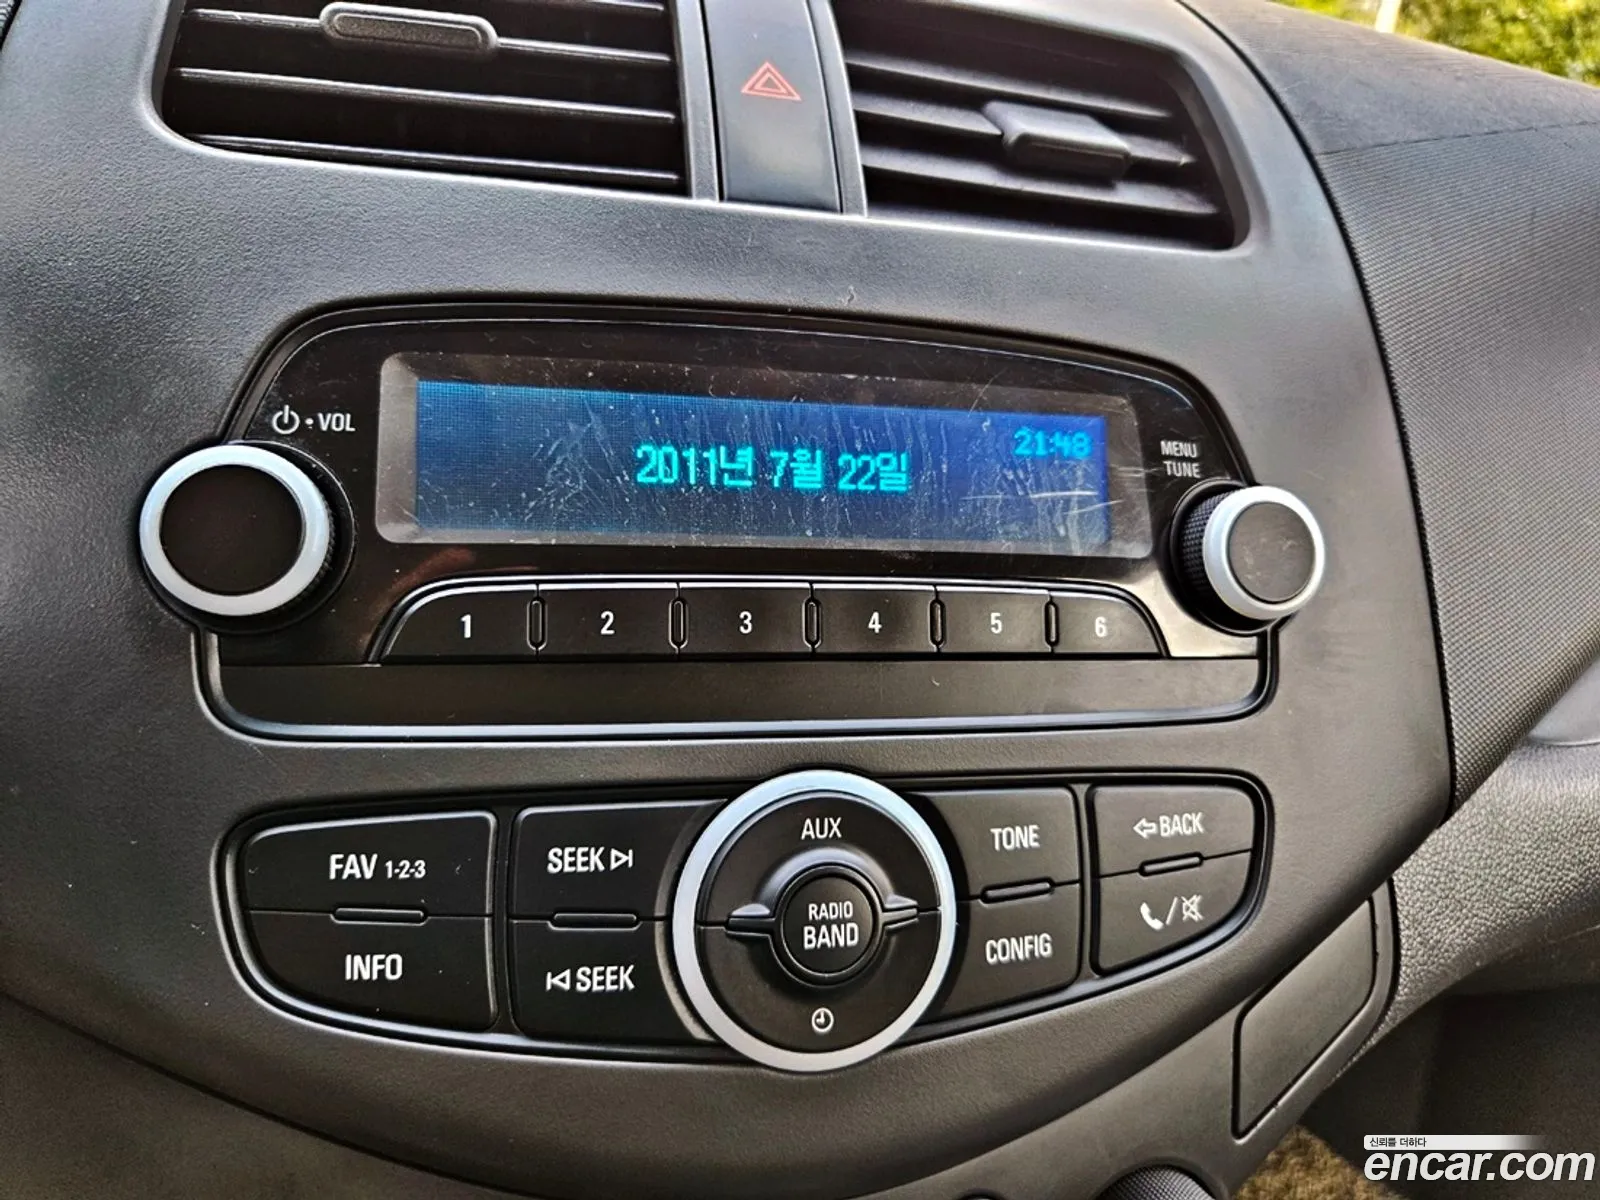 ⏻•VOL
21:48
2011년 7월 22일
MENU
TUNE
1 2 3 4 5 6
FAV 1-2-3
SEEK
AUX
TONE
BACK
RADIO
BAND
INFO
SEEK
CONFIG
신뢰를 더하다
encar.com